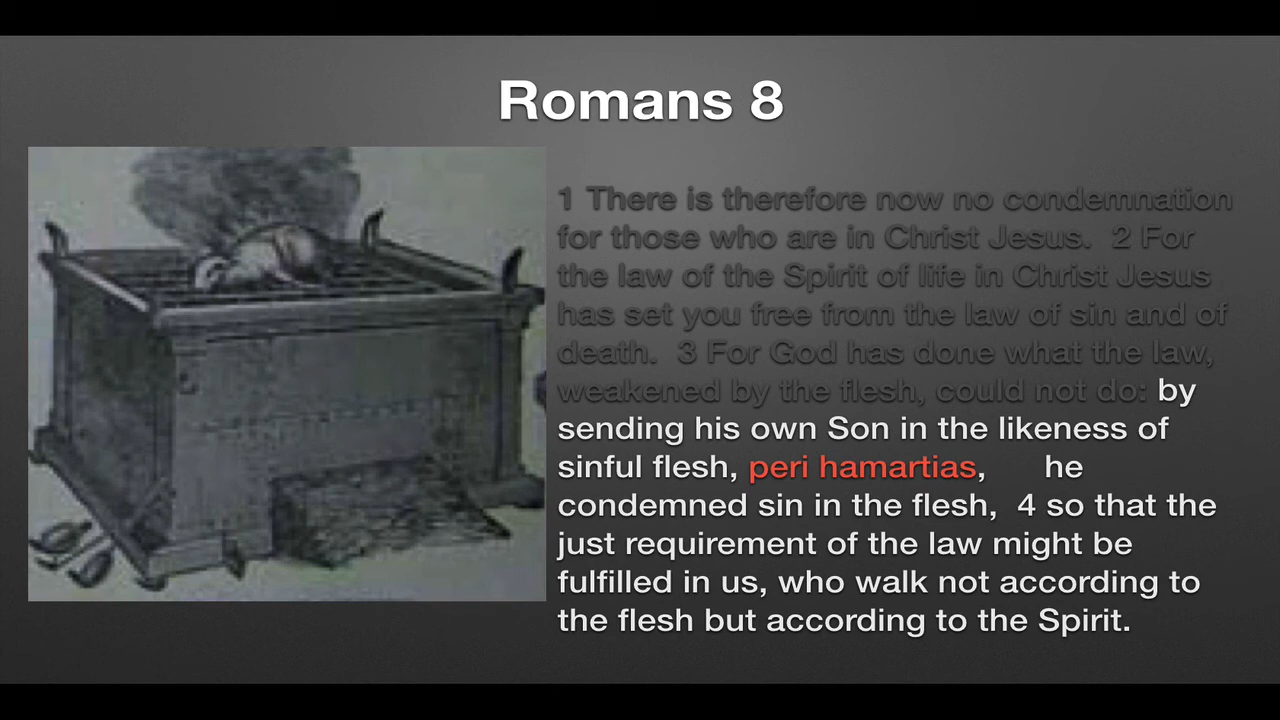 Romans 8
1 There is therefore now no condemnation
for those who are in Christ Jesus. 2 For
the law of the Spirit of life in Christ Jesus
has set you free from the law of sin and of
death. 3 For God has done what the law,
weakened by the flesh, could not do: by
sending his own Son in the likeness of
sinful flesh, peri hamartias, he
condemned sin in the flesh, 4 so that the
just requirement of the law might be
fulfilled in us, who walk not according to
the flesh but according to the Spirit.